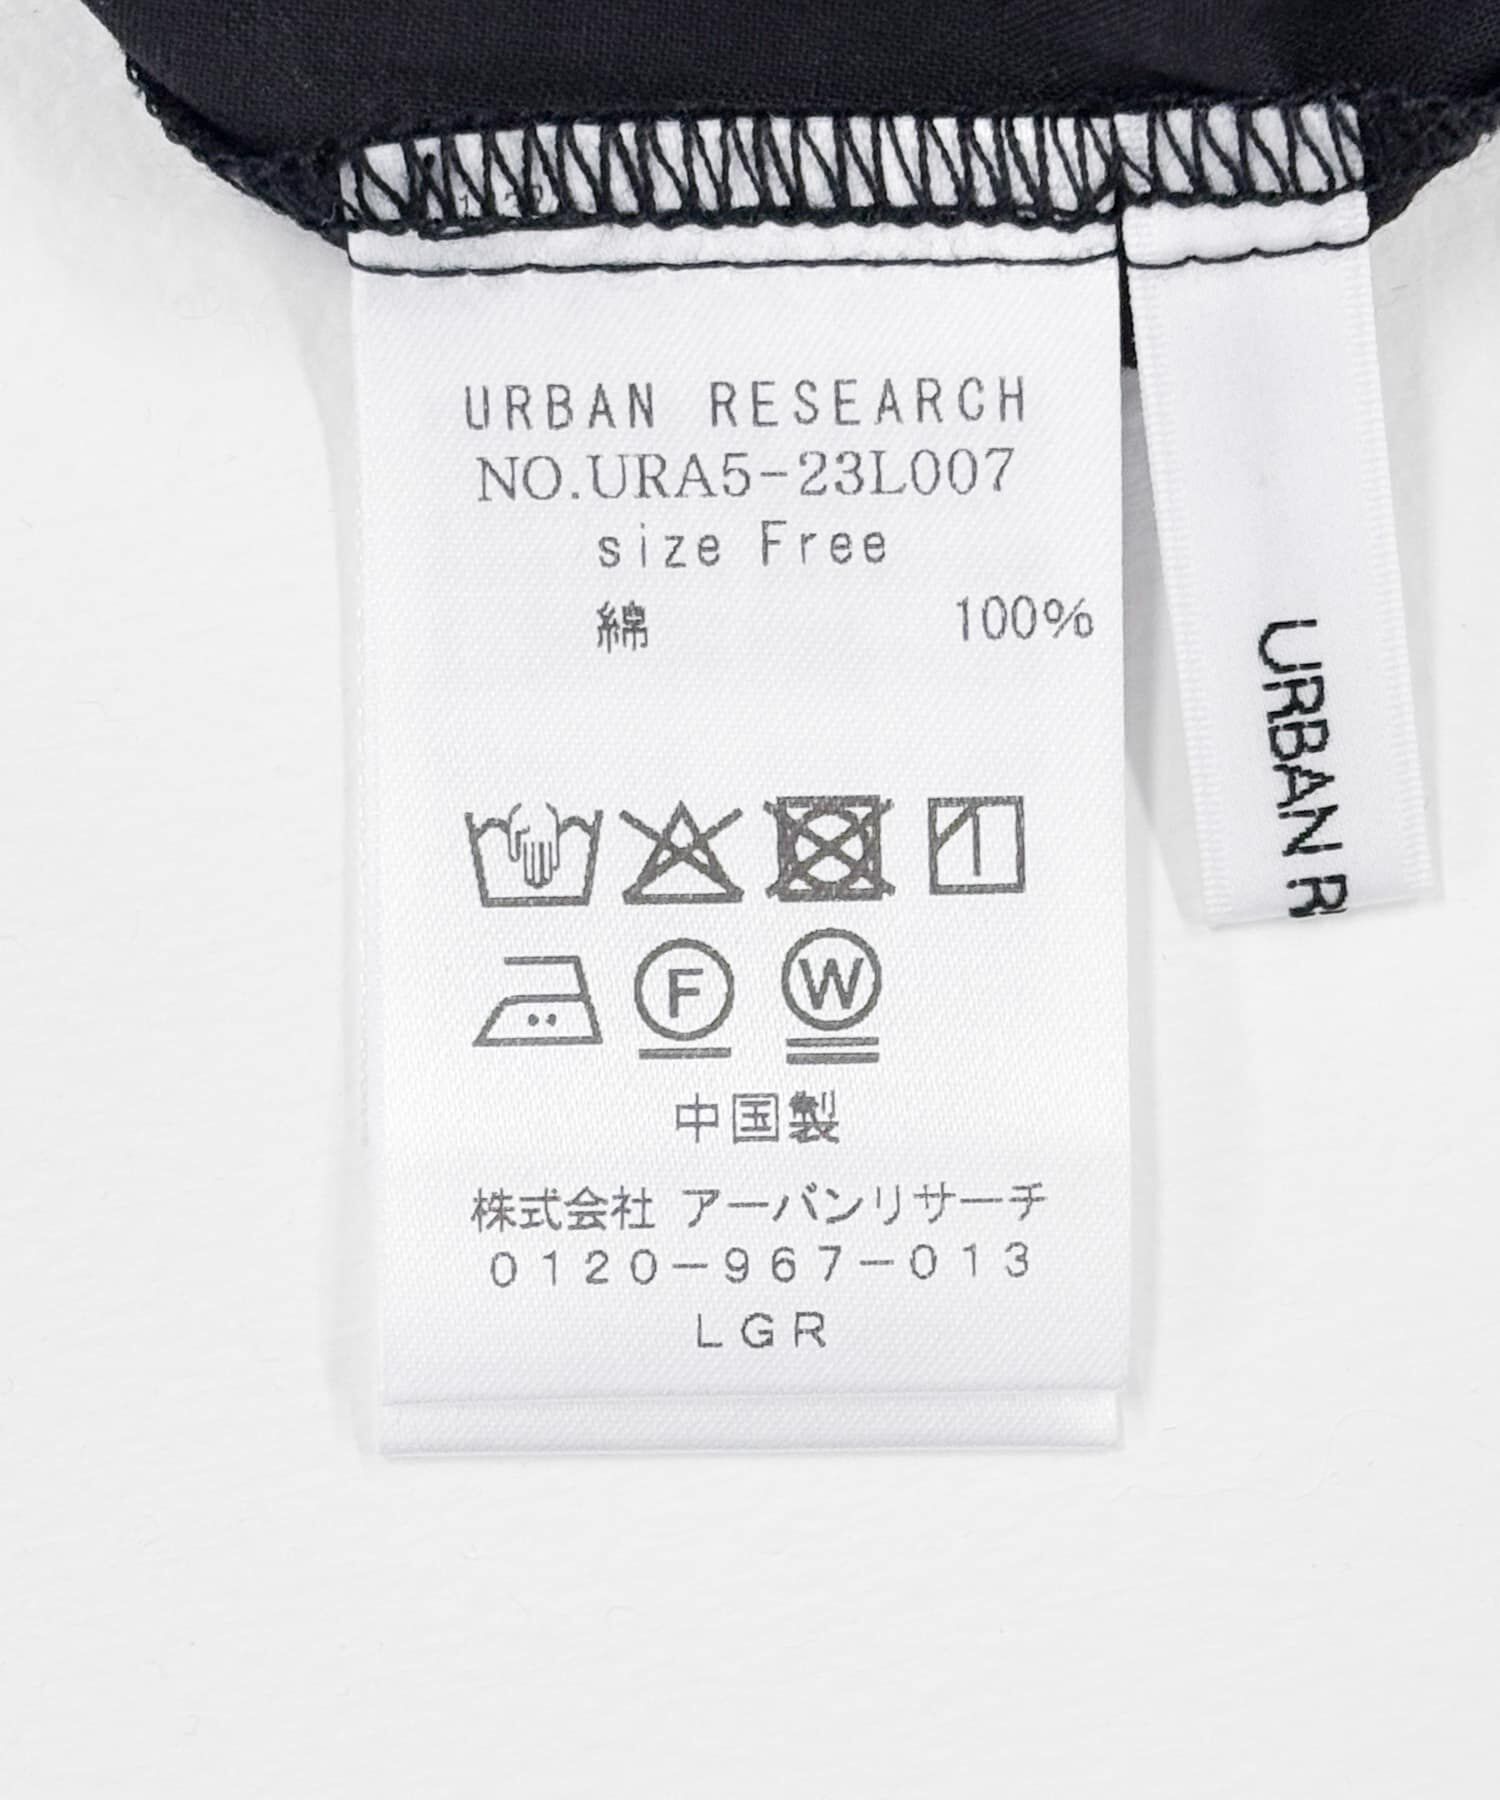 URBAN RESEARCH
NO.URA5-23L007
size Free
綿 100%
F W
中国製
株式会社 アーバンリサーチ
0120-967-013
LGR
URBAN R